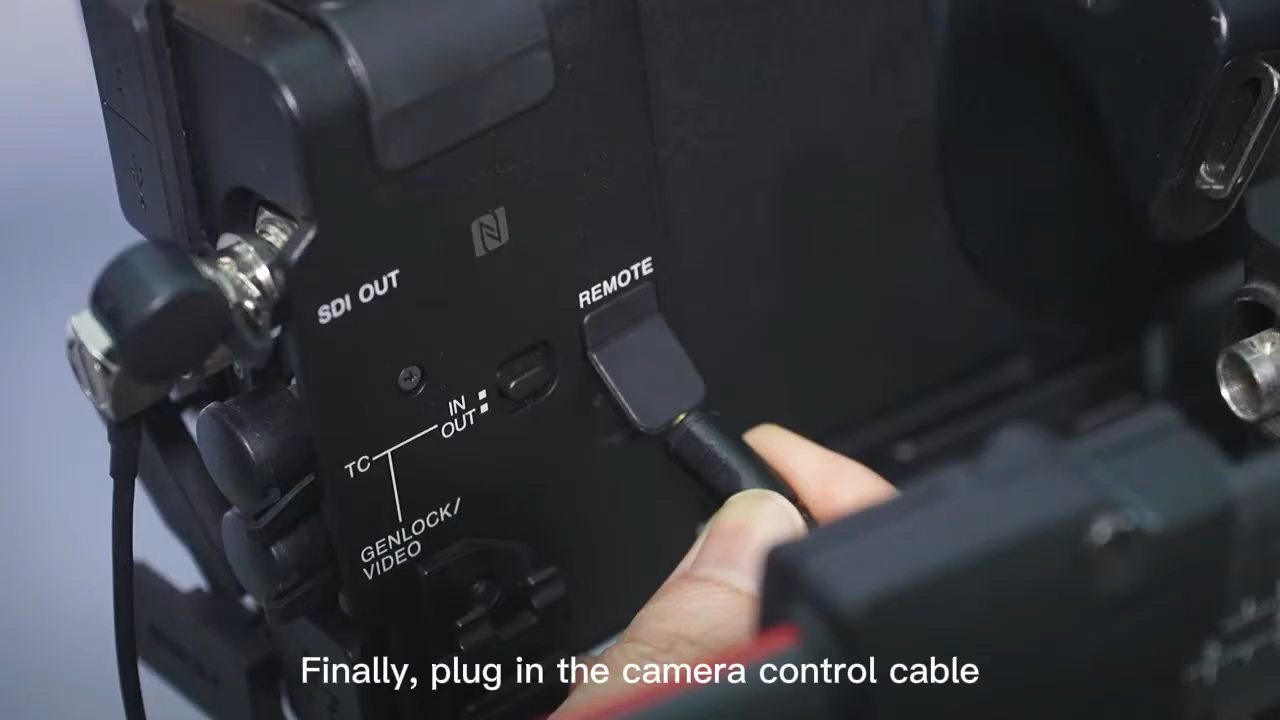 SDI OUT
REMOTE
IN
OUT
TC
GENLOCK/
VIDEO
Finally, plug in the camera control cable